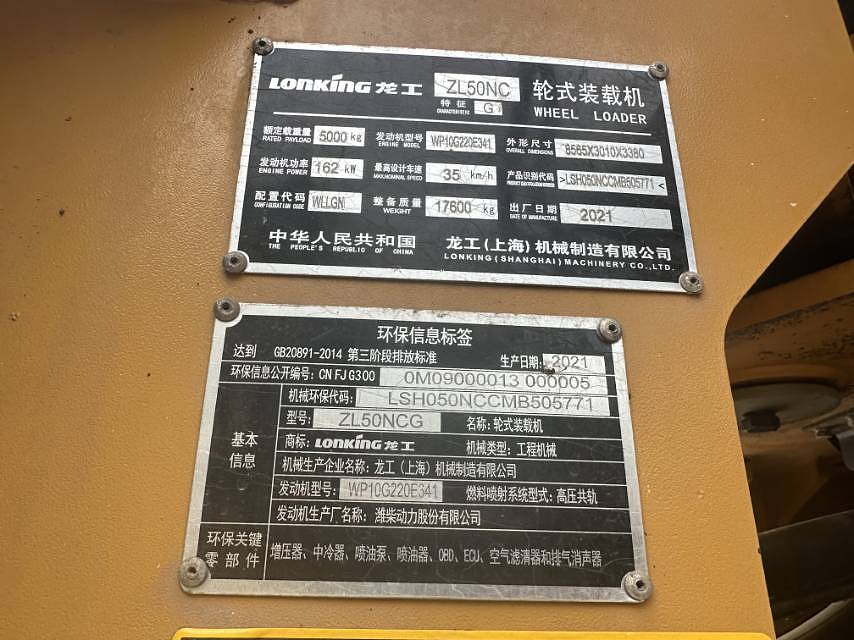 LONKING 龙工 ZL50NC 轮式装载机
特征 G WHEEL LOADER
CHARACTERISTIC
额定载重量 5000 kg 发动机型号 WP10G220E341 外形尺寸 8565X3010X3380
RATED PAYLOAD ENGINE MODEL OVERALL DIMENSIONS
发动机功率 162 kW 最高设计车速 35 km/h 产品识别代码 >LSH050NCCMB505771<
ENGINE POWER MAX.NOMINAL SPEED PRODUCT IDENTIFICATION CODE
配置代码 WLLGN 整备质量 17600 kg 出厂日期 2021
CONFIGURATION CODE WEIGHT DATE OF MANUFACTURE
中华人民共和国 龙工(上海)机械制造有限公司
THE PEOPLE'S REPUBLIC OF CHINA LONKING (SHANGHAI) MACHINERY CO.,LTD.
环保信息标签
达到 GB20891-2014 第三阶段排放标准 生产日期: 2021
环保信息公开编号: CN FJ G300 0M09000013 000005
机械环保代码: LSH050NCCMB505771
型号: ZL50NCG 名称: 轮式装载机
基本信息 商标: LONKING 龙工 机械类型: 工程机械
机械生产企业名称: 龙工(上海)机械制造有限公司
发动机型号: WP10G220E341 燃料喷射系统型式: 高压共轨
发动机生产厂名称: 潍柴动力股份有限公司
环保关键零部件 增压器、中冷器、喷油泵、喷油器、OBD、ECU、空气滤清器和排气消声器